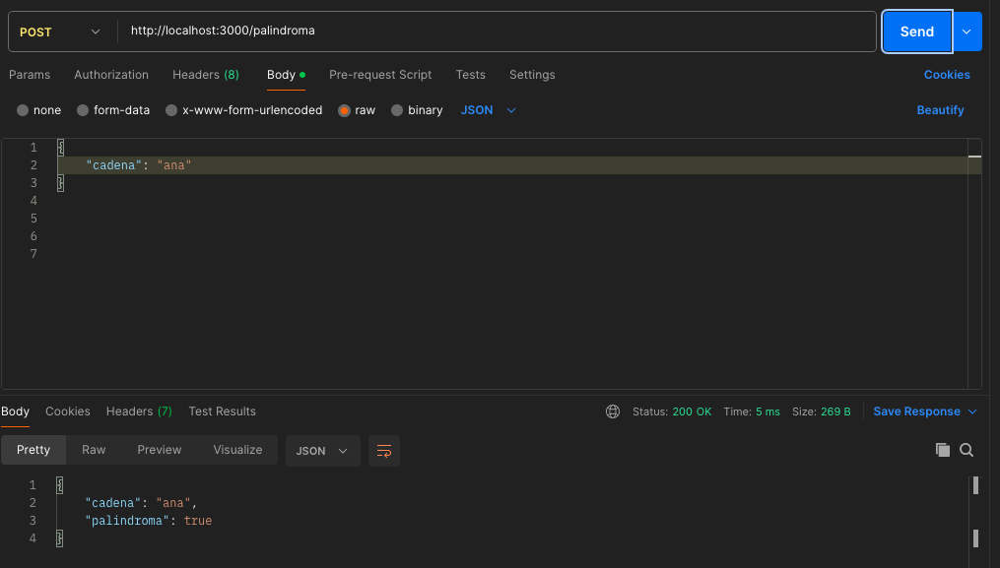 POST http://localhost:3000/palindroma Send
Params Authorization Headers (8) Body Pre-request Script Tests Settings Cookies
none form-data x-www-form-urlencoded raw binary JSON Beautify
1 {
2 "cadena": "ana"
3 }
4
5
6
7
Body Cookies Headers (7) Test Results Status: 200 OK Time: 5 ms Size: 269 B Save Response
Pretty Raw Preview Visualize JSON
1 {
2 "cadena": "ana",
3 "palindroma": true
4 }